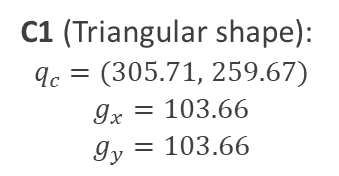 C1 (Triangular shape):
q_c = (305.71, 259.67)
g_x = 103.66
g_y = 103.66